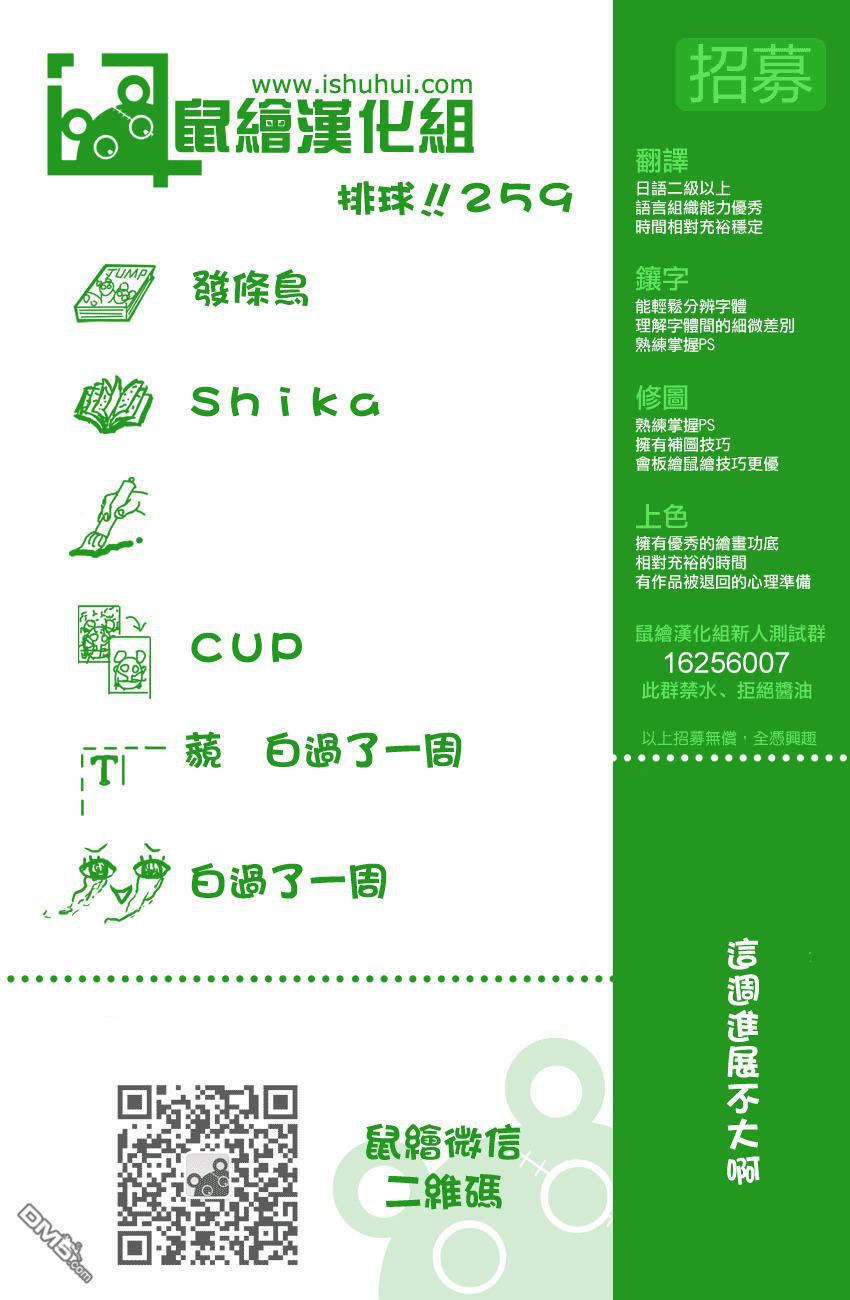 www.ishuhui.com
鼠繪漢化組
排球!!259
JUMP
發條鳥
Shika
CUP
T
藐 白過了一周
白過了一周
鼠繪微信
二維碼
DM5.com
招募
翻譯
日語二級以上
語言組織能力優秀
時間相對充裕穩定
鑲字
能輕鬆分辨字體
理解字體間的細微差別
熟練掌握PS
修圖
熟練掌握PS
擁有補圖技巧
會板繪鼠繪技巧更優
上色
擁有優秀的繪畫功底
相對充裕的時間
有作品被退回的心理準備
鼠繪漢化組新人測試群
16256007
此群禁水、拒絕醬油
以上招募無償，全憑興趣
這週進展不大啊